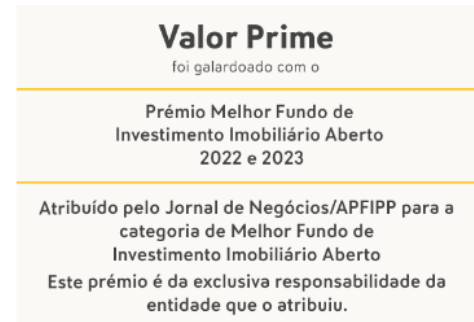 Valor Prime
foi galardoado com o
Prémio Melhor Fundo de
Investimento Imobiliário Aberto
2022 e 2023
Atribuído pelo Jornal de Negócios/APFIPP para a
categoria de Melhor Fundo de
Investimento Imobiliário Aberto
Este prémio é da exclusiva responsabilidade da
entidade que o atribuiu.